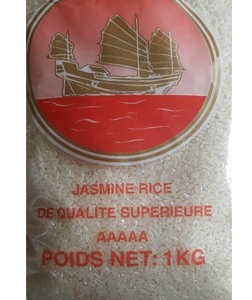 JASMINE RICE
DE QUALITE SUPERIEURE
AAAAA
POIDS NET: 1KG